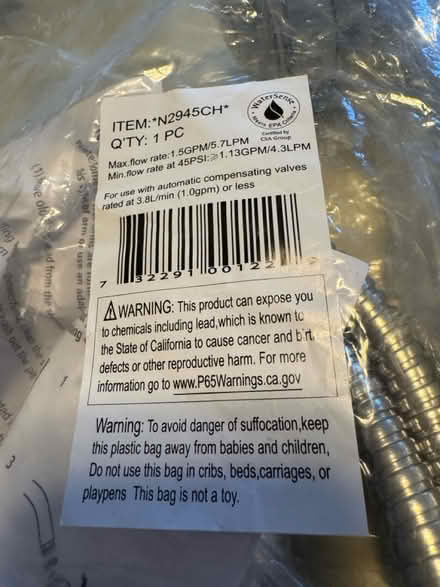 ITEM:*N2945CH*
Q'TY: 1 PC
WaterSense
Meets EPA Criteria
Certified by
CSA Group
Max.flow rate:1.5GPM/5.7LPM
Min.flow rate at 45PSI:≥1.13GPM/4.3LPM
For use with automatic compensating valves
rated at 3.8L/min (1.0gpm) or less
7 32291 00122
WARNING: This product can expose you
to chemicals including lead,which is known to
the State of California to cause cancer and birt
defects or other reproductive harm. For more
information go to www.P65Warnings.ca.gov
Warning: To avoid danger of suffocation,keep
this plastic bag away from babies and children,
Do not use this bag in cribs, beds,carriages, or
playpens This bag is not a toy.
1
3